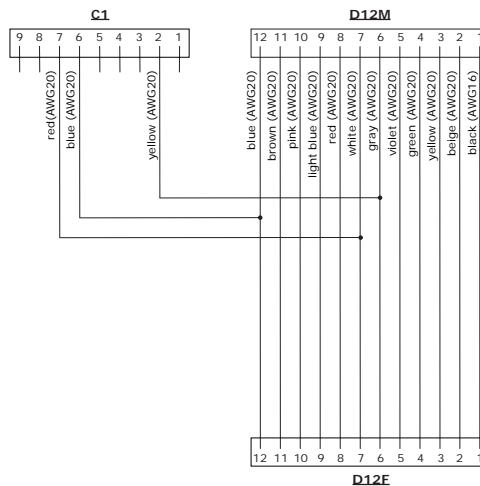 C1
D12M
9 8 7 6 5 4 3 2 1
12 11 10 9 8 7 6 5 4 3 2 1
red(AWG20)
blue (AWG20)
yellow (AWG20)
blue (AWG20)
brown (AWG20)
pink (AWG20)
light blue (AWG20)
red (AWG20)
white (AWG20)
gray (AWG20)
violet (AWG20)
green (AWG20)
yellow (AWG20)
beige (AWG20)
black (AWG16)
12 11 10 9 8 7 6 5 4 3 2 1
D12F